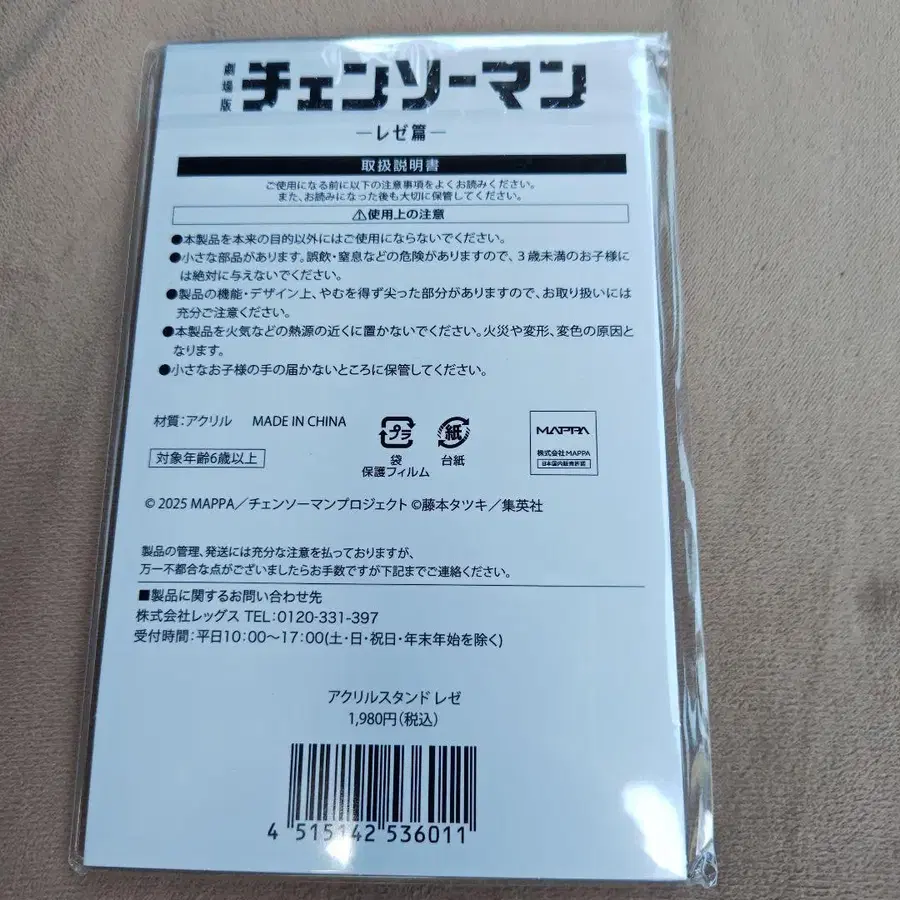 劇場版
チェンソーマン
―レゼ篇―
取扱説明書
ご使用になる前に以下の注意事項をよくお読みください。
また、お読みになった後も大切に保管してください。
⚠使用上の注意
●本製品を本来の目的以外にはご使用にならないでください。
●小さな部品があります。誤飲・窒息などの危険がありますので、3歳未満のお子様に
は絶対に与えないでください。
●製品の機能・デザイン上、やむを得ず尖った部分がありますので、お取り扱いには
充分ご注意ください。
●本製品を火気などの熱源の近くに置かないでください。火災や変形、変色の原因と
なります。
●小さなお子様の手の届かないところに保管してください。
材質:アクリル MADE IN CHINA
対象年齢6歳以上
プラ
袋
保護フィルム
紙
台紙
MAPPA
株式会社MAPPA
日本国内販売許諾
© 2025 MAPPA/チェンソーマンプロジェクト ©藤本タツキ/集英社
製品の管理、発送には充分な注意を払っておりますが、
万一不都合な点がございましたらお手数ですが下記までご連絡ください。
■製品に関するお問い合わせ先
株式会社レッグス TEL:0120-331-397
受付時間:平日10:00~17:00(土・日・祝日・年末年始を除く)
アクリルスタンド レゼ
1,980円(税込)
4 515142 536011